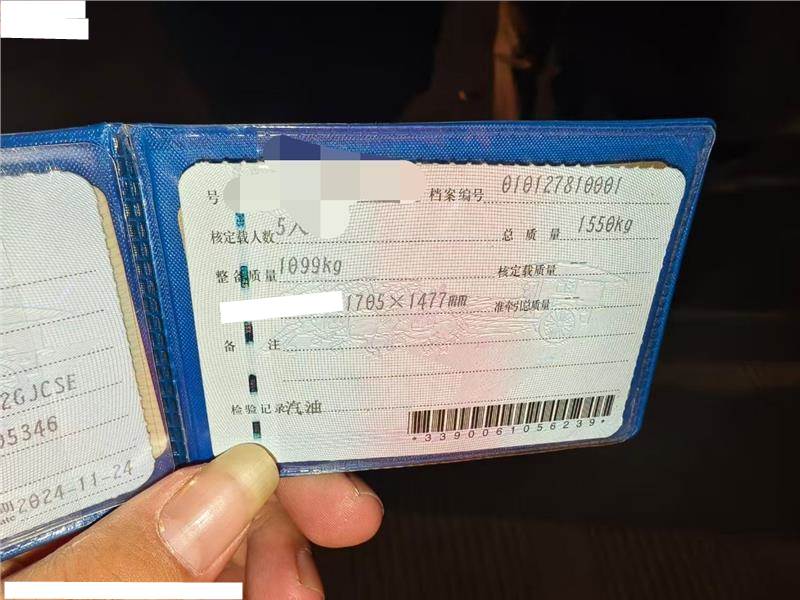 号
档案编号 010127810001
核定载人数 5人
总质量 1550kg
整备质量 1099kg
核定载质量
1705×1477mm
准牵引总质量
备注
检验记录 汽油
*3390061056239*
2GJCSE
05346
2024-11-24